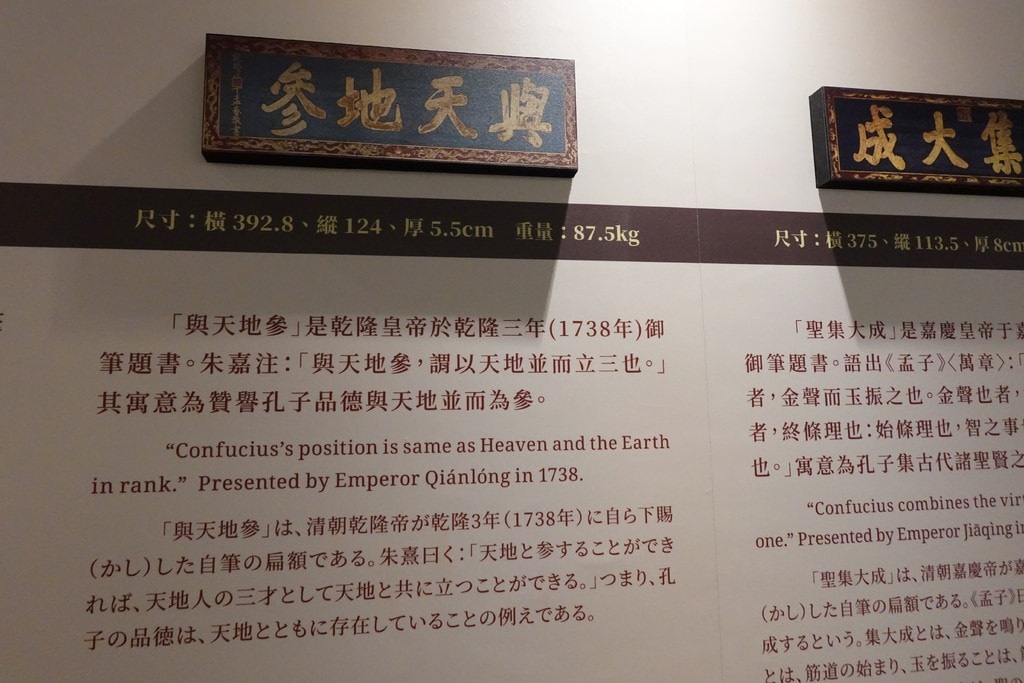 與天地參
尺寸：橫 392.8、縱 124、厚 5.5cm 重量：87.5kg
「與天地參」是乾隆皇帝於乾隆三年(1738年)御
筆題書。朱嘉注：「與天地參，謂以天地並而立三也。」
其寓意為贊譽孔子品德與天地並而為參。
“Confucius’s position is same as Heaven and the Earth
in rank.” Presented by Emperor Qiánlóng in 1738.
「與天地參」は、清朝乾隆帝が乾隆3年（1738年）に自ら下賜
（かし）した自筆の扁額である。朱熹曰く：「天地と参することができ
れば、天地人の三才として天地と共に立つことができる。」つまり、孔
子の品徳は、天地とともに存在していることの例えである。
集大成
尺寸：橫 375、縱 113.5、厚 8cm
「聖集大成」是嘉慶皇帝于嘉
御筆題書。語出《孟子》〈萬章〉：「
者，金聲而玉振之也。金聲也者，
者，終條理也：始條理也，智之事
也。」寓意為孔子集古代諸聖賢之
“Confucius combines the
one.” Presented by Emperor Jiāqìng in
「聖集大成」は、清朝嘉慶帝が嘉
（かし）した自筆の扁額である。《孟子》曰
成するという。集大成とは、金聲を鳴り
とは、筋道の始まり、玉を振ることは、